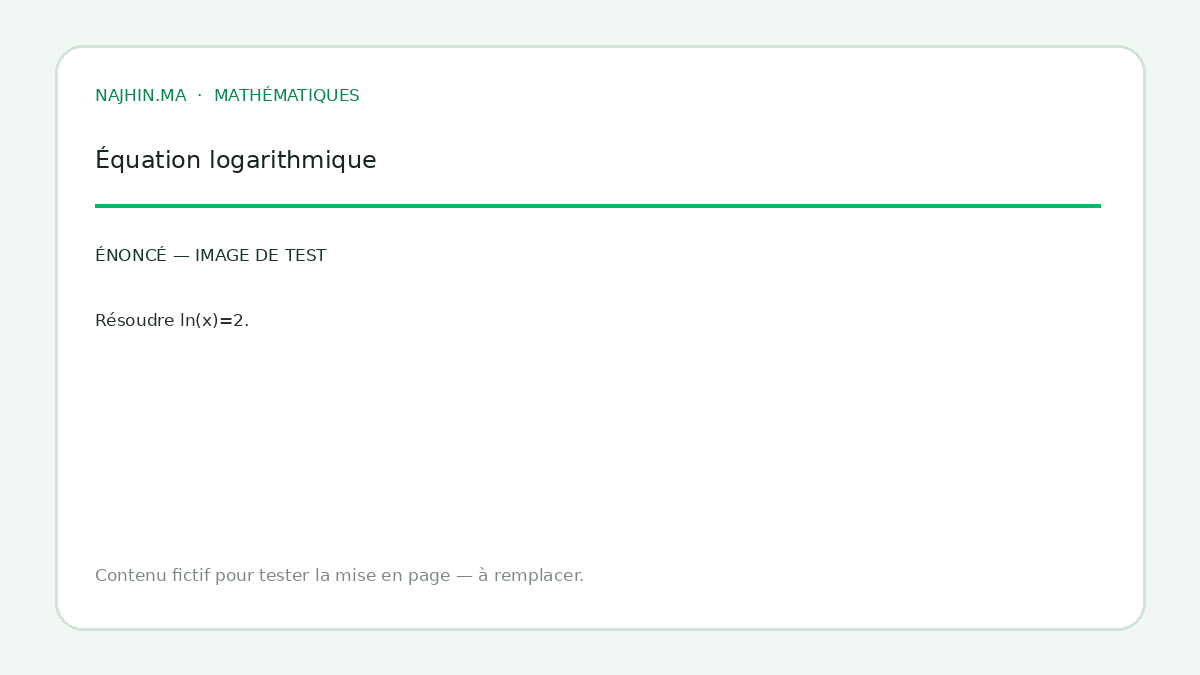 NAJHIN.MA · MATHÉMATIQUES
Équation logarithmique
ÉNONCÉ — IMAGE DE TEST
Résoudre ln(x)=2.
Contenu fictif pour tester la mise en page — à remplacer.